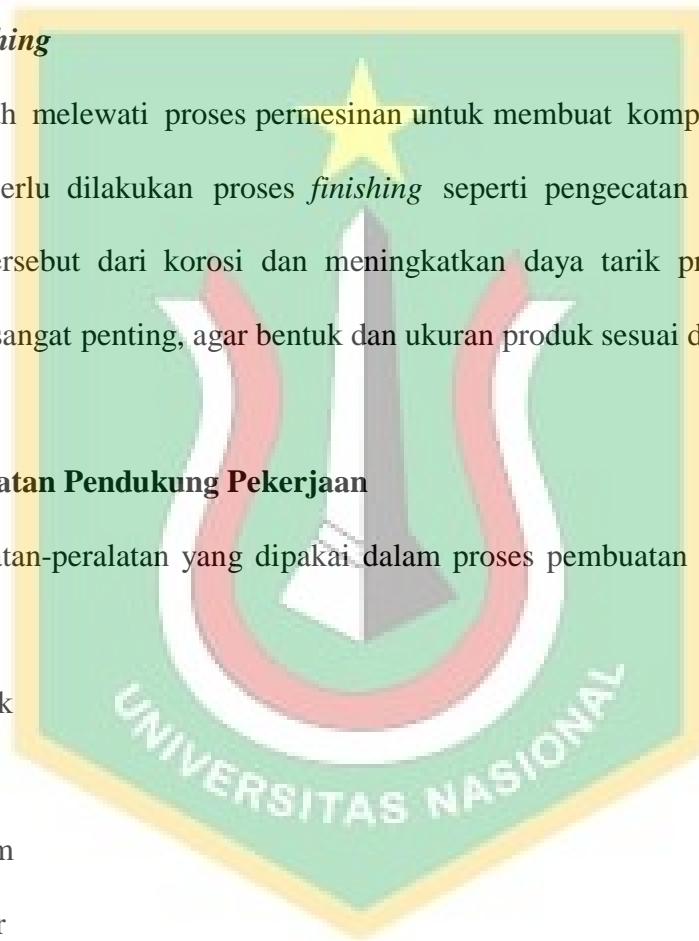 hing
h melewati proses permesinan untuk membuat komp
erlu dilakukan proses finishing seperti pengecatan
ersebut dari korosi dan meningkatkan daya tarik pr
sangat penting, agar bentuk dan ukuran produk sesuai d
atan Pendukung Pekerjaan
atan-peralatan yang dipakai dalam proses pembuatan
k
UNIVERSITAS NASIONAL
m
r